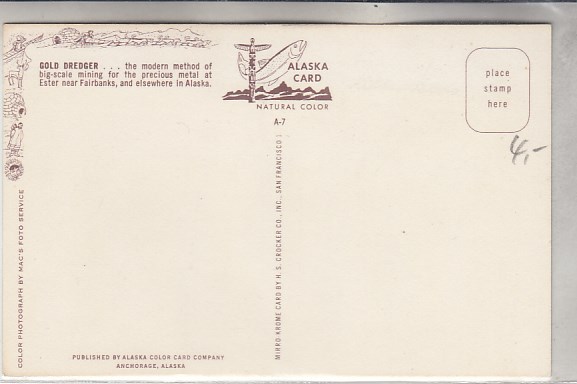 GOLD DREDGER . . . the modern method of
big-scale mining for the precious metal at
Ester near Fairbanks, and elsewhere in Alaska.
ALASKA
CARD
NATURAL COLOR
A-7
place
stamp
here
4,-
COLOR PHOTOGRAPH BY MAC'S FOTO SERVICE
MIRRO-KROME CARD BY H. S. CROCKER CO., INC., SAN FRANCISCO 1
PUBLISHED BY ALASKA COLOR CARD COMPANY
ANCHORAGE, ALASKA